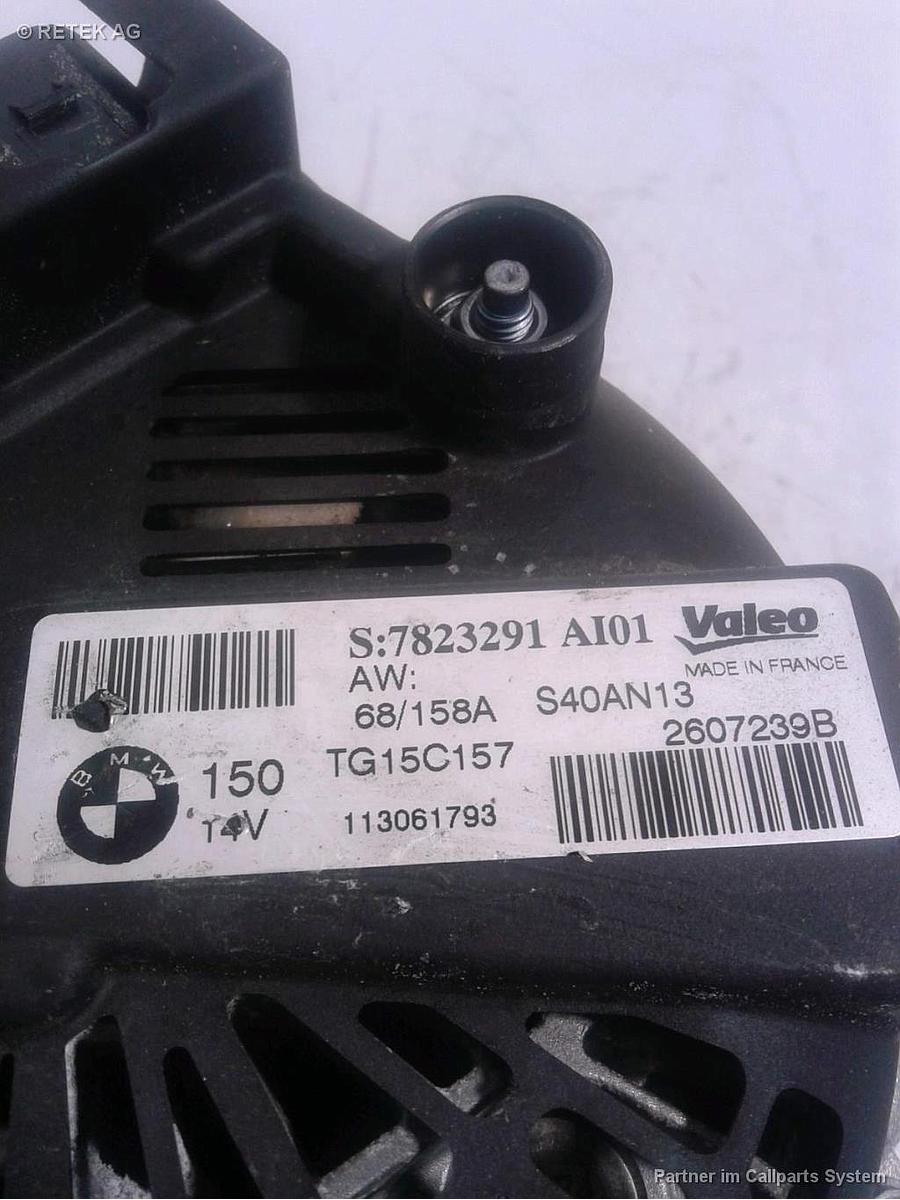 © RETEK AG
S:7823291 AI01
Valeo
MADE IN FRANCE
AW:
68/158A
S40AN13
2607239B
BMW
150
TG15C157
14V
113061793
Partner im Callparts System